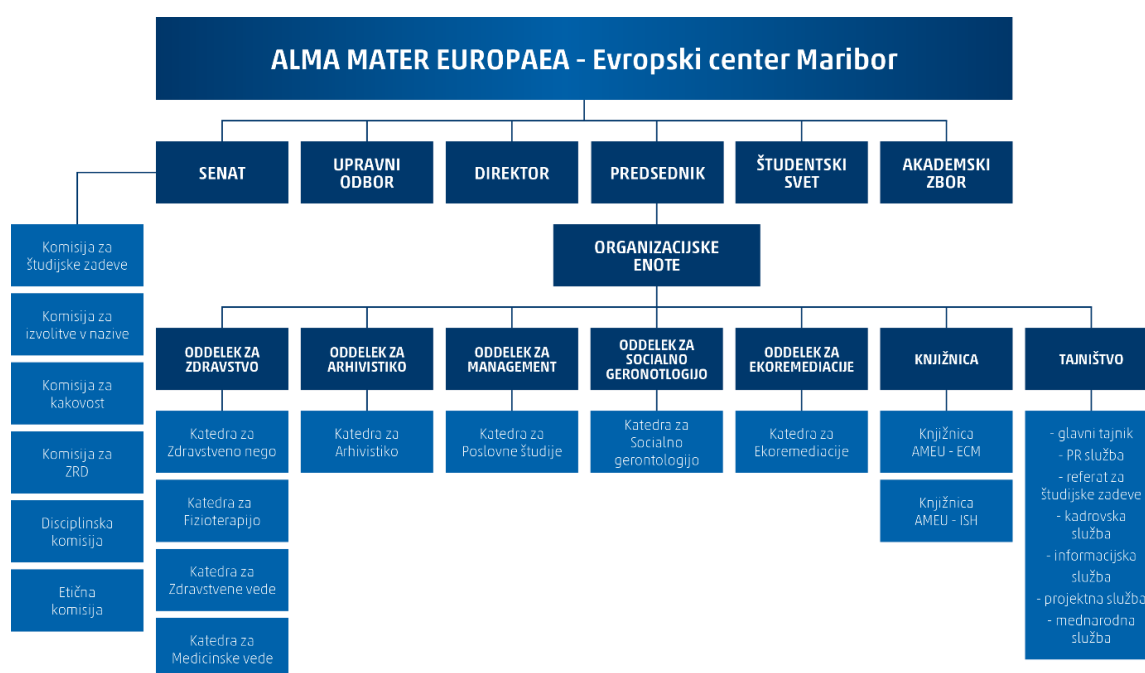 ALMA MATER EUROPAEA - Evropski center Maribor
SENAT
UPRAVNI
ODBOR
DIREKTOR
PREDSEDNIK
ŠTUDENTSKI
SVET
AKADEMSKI
ZBOR
Komisija za
študijske zadeve
Komisija za
izvolitve v nazive
Komisija za
kakovost
Komisija za
ZRD
Disciplinska
komisija
Etična
komisija
ORGANIZACIJSKE
ENOTE
ODDELEK ZA
ZDRAVSTVO
ODDELEK ZA
ARHIVISTIKO
ODDELEK ZA
MANAGEMENT
ODDELEK ZA
SOCIALNO
GERONOTLOGIJO
ODDELEK ZA
EKOREMEDIACIJE
KNJIŽNICA
TAJNIŠTVO
Katedra za
Zdravstveno nego
Katedra za
Fizioterapijo
Katedra za
Zdravstvene vede
Katedra za
Medicinske vede
Katedra za
Arhivistiko
Katedra za
Poslovne študije
Katedra za
Socialno
gerontologijo
Katedra za
Ekoremediacije
Knjižnica
AMEU - ECM
Knjižnica
AMEU - ISH
- glavni tajnik
- PR služba
- referat za
študijske zadeve
- kadrovska
služba
- informacijska
služba
- projektna služba
- mednarodna
služba